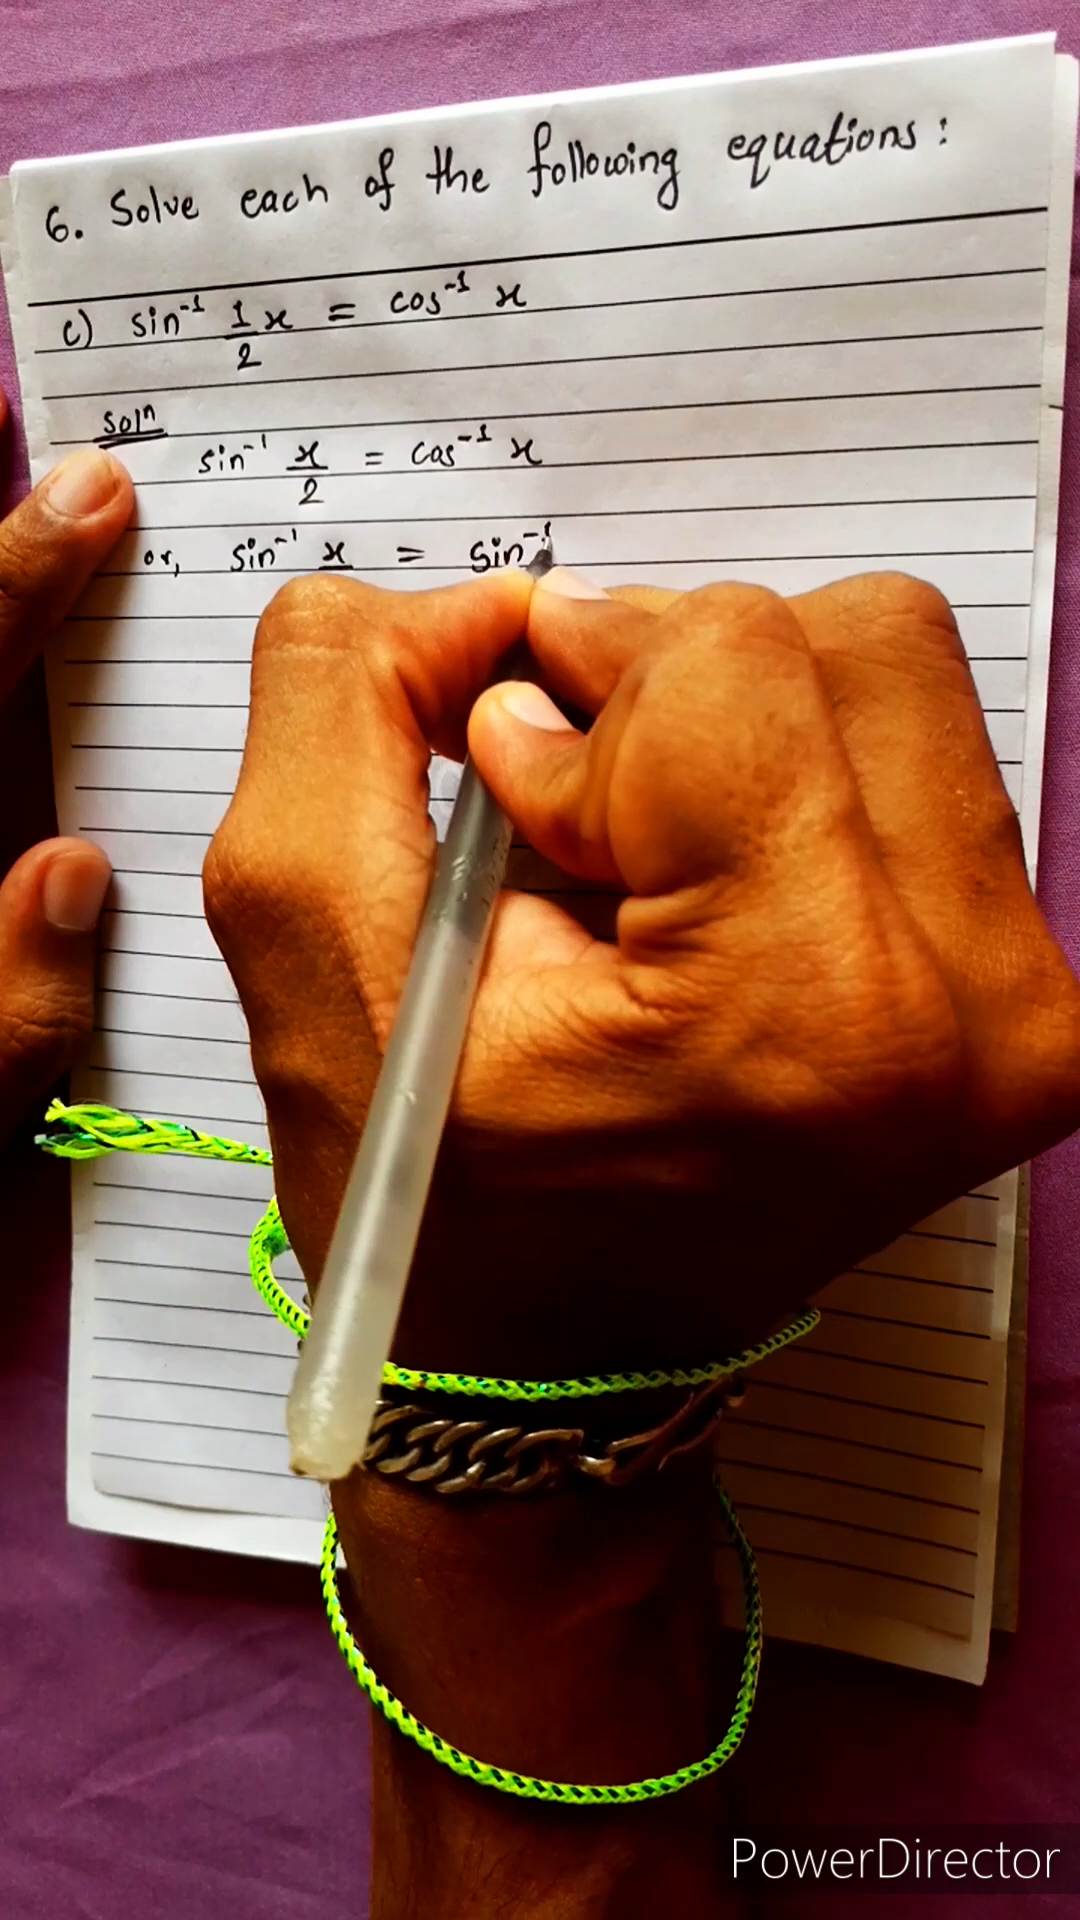 6. Solve each of the following equations:
c) sin⁻¹ 1/2 x = cos⁻¹ x
Solⁿ
sin⁻¹ x/2 = cos⁻¹ x
or, sin⁻¹ x = sin⁻¹
PowerDirector